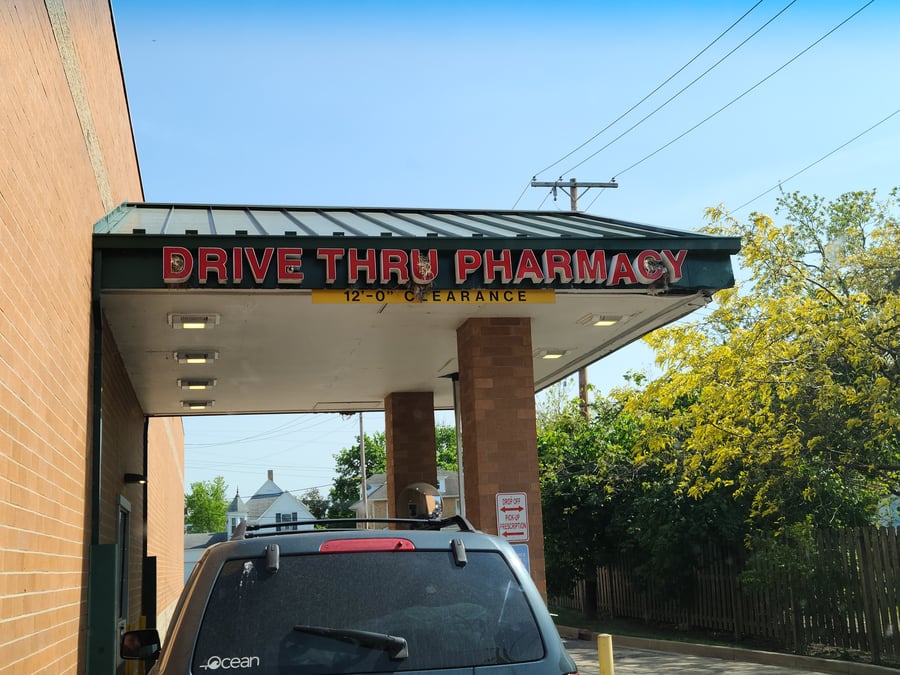 DRIVE THRU PHARMACY
12'-0" CLEARANCE
DROP OFF
PICK-UP
PRESCRIPTION
Ocean